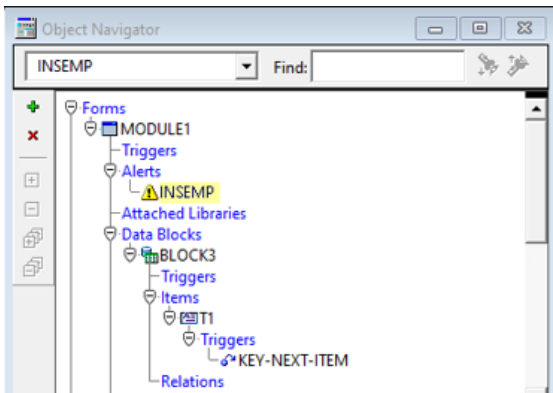 Object Navigator
INSEMP Find:
Forms
MODULE1
Triggers
Alerts
INSEMP
Attached Libraries
Data Blocks
BLOCK3
Triggers
Items
T1
Triggers
KEY-NEXT-ITEM
Relations